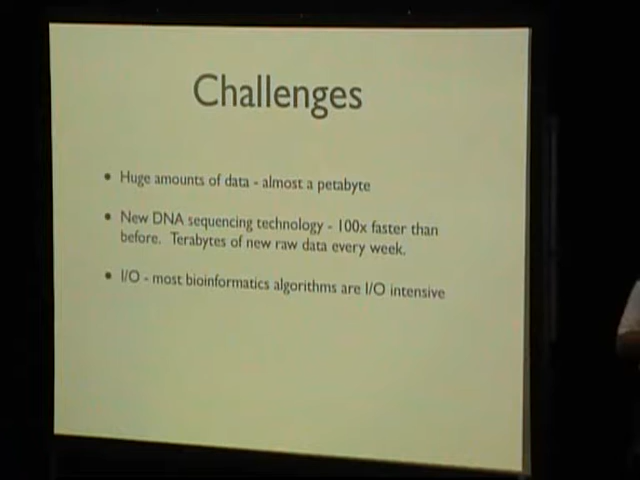 Challenges
• Huge amounts of data - almost a petabyte
• New DNA sequencing technology - 100x faster than
before. Terabytes of new raw data every week.
• I/O - most bioinformatics algorithms are I/O intensive